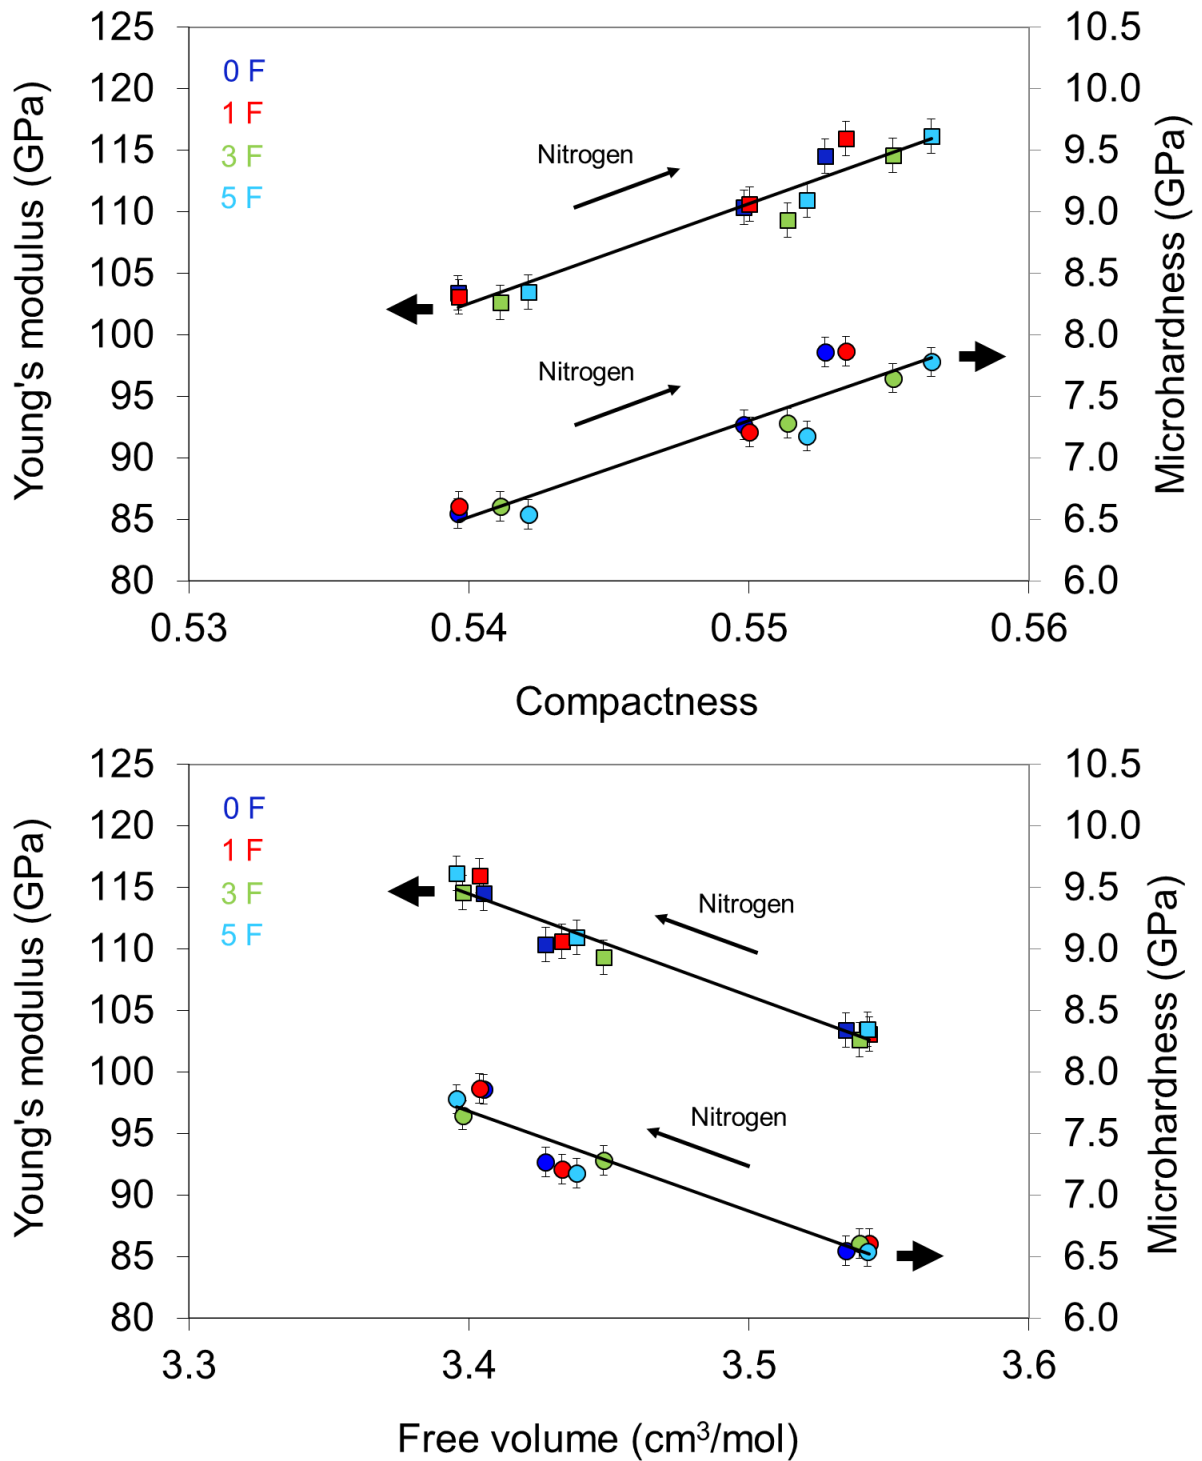 125
120
115
110
105
100
95
90
85
80
Young's modulus (GPa)
0 F
1 F
3 F
5 F
Nitrogen
Nitrogen
10.5
10.0
9.5
9.0
8.5
8.0
7.5
7.0
6.5
6.0
Microhardness (GPa)
0.53 0.54 0.55 0.56
Compactness
125
120
115
110
105
100
95
90
85
80
Young's modulus (GPa)
0 F
1 F
3 F
5 F
Nitrogen
Nitrogen
10.5
10.0
9.5
9.0
8.5
8.0
7.5
7.0
6.5
6.0
Microhardness (GPa)
3.3 3.4 3.5 3.6
Free volume (cm³/mol)